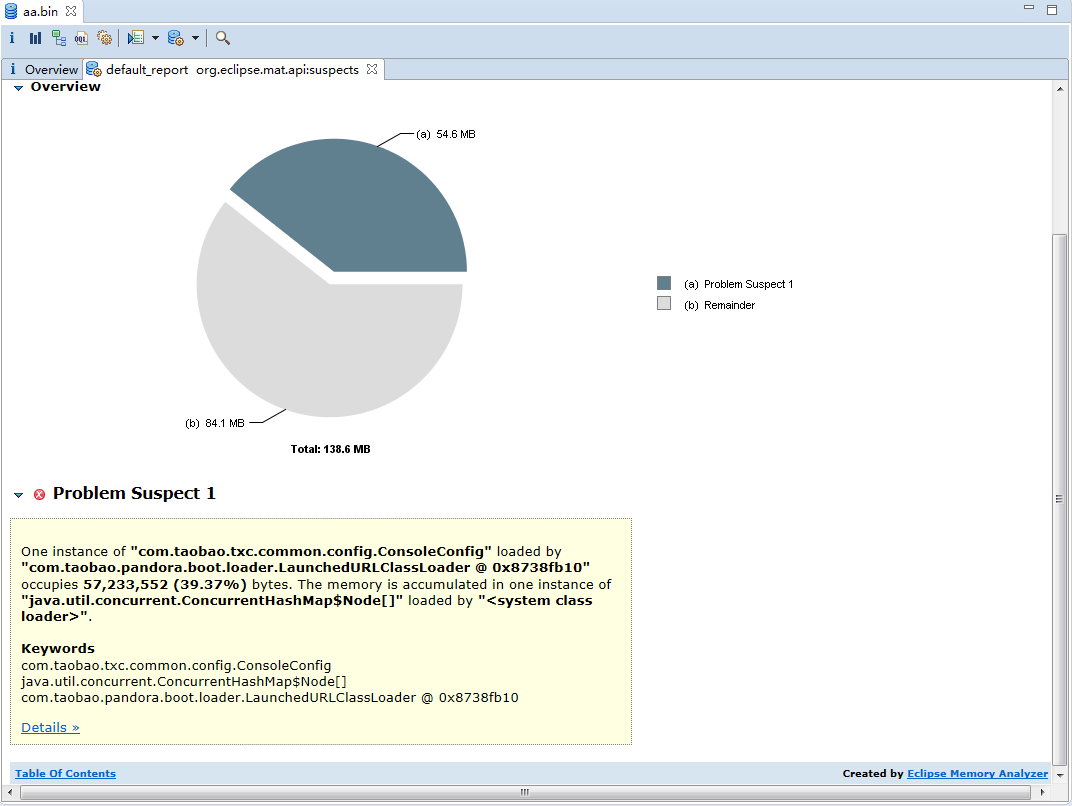 aa.bin
OQL
i Overview
default_report org.eclipse.mat.api:suspects
Overview
(a) 54.6 MB
(a) Problem Suspect 1
(b) Remainder
(b) 84.1 MB
Total: 138.6 MB
Problem Suspect 1
One instance of "com.taobao.txc.common.config.ConsoleConfig" loaded by
"com.taobao.pandora.boot.loader.LaunchedURLClassLoader @ 0x8738fb10"
occupies 57,233,552 (39.37%) bytes. The memory is accumulated in one instance of
"java.util.concurrent.ConcurrentHashMap$Node[]" loaded by "<system class
loader>".
Keywords
com.taobao.txc.common.config.ConsoleConfig
java.util.concurrent.ConcurrentHashMap$Node[]
com.taobao.pandora.boot.loader.LaunchedURLClassLoader @ 0x8738fb10
Details »
Table Of Contents
Created by Eclipse Memory Analyzer